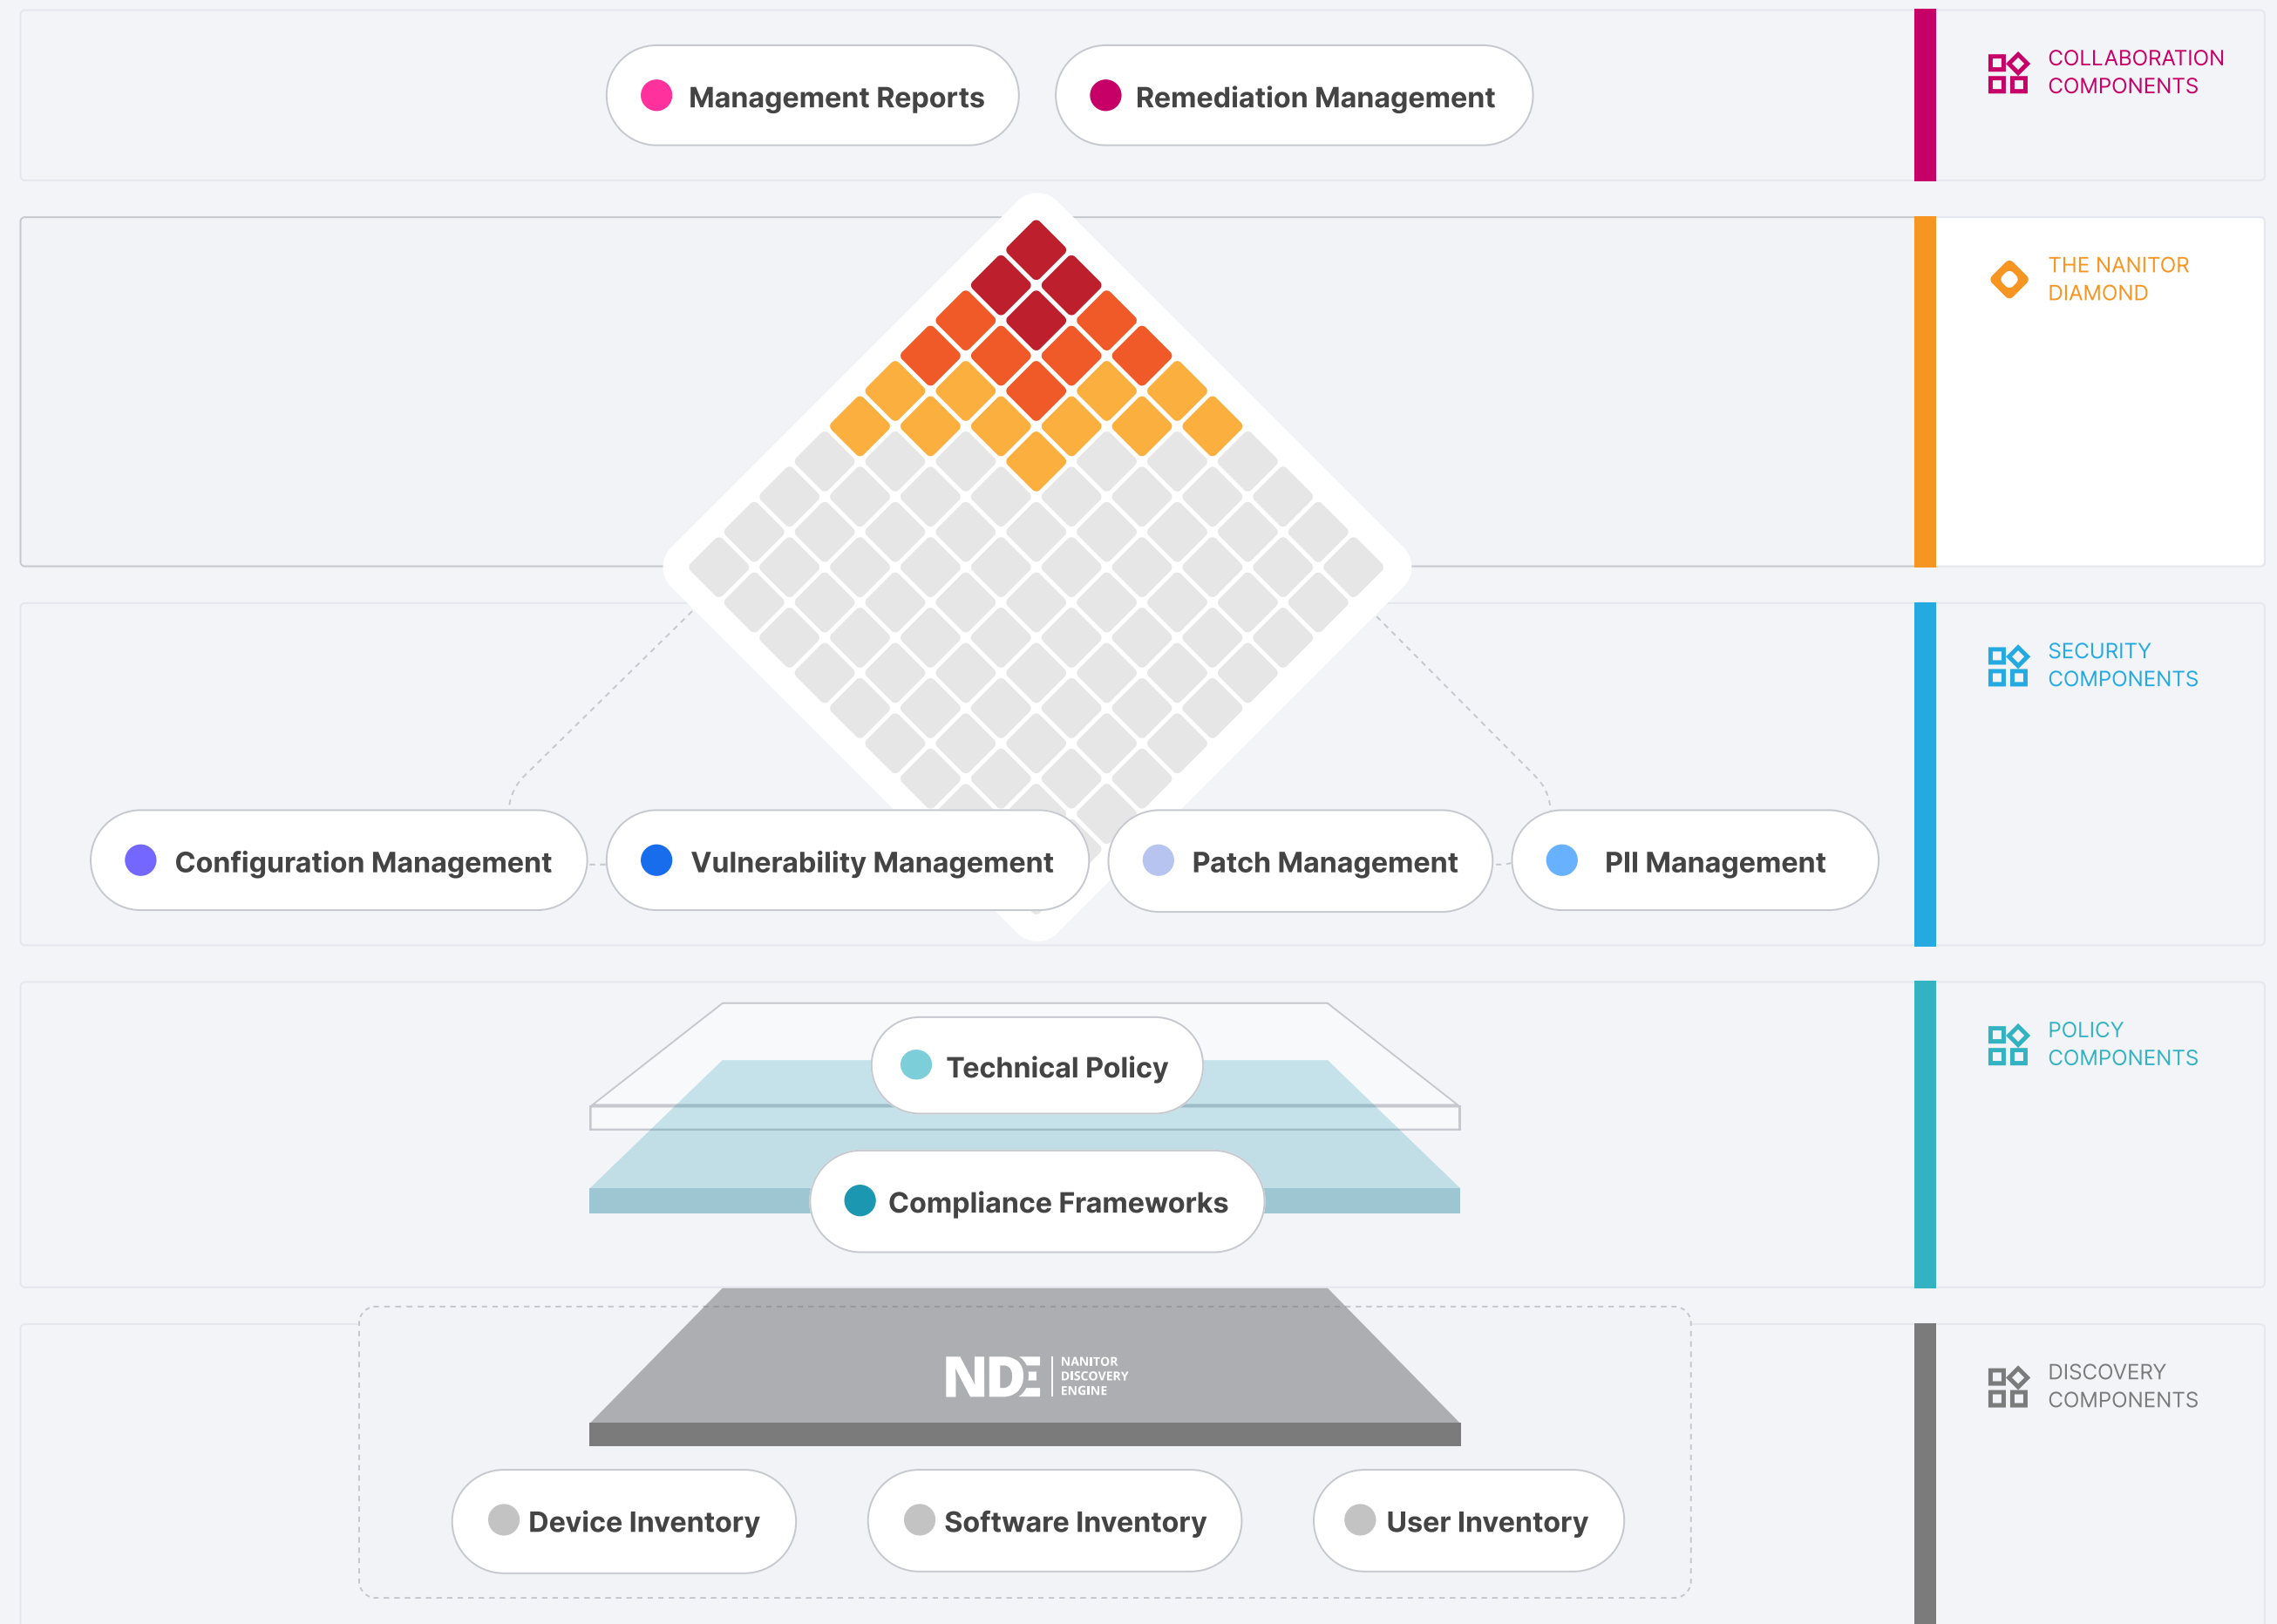 Management Reports
Remediation Management
COLLABORATION
COMPONENTS
THE NANITOR
DIAMOND
SECURITY
COMPONENTS
Configuration Management
Vulnerability Management
Patch Management
PII Management
POLICY
COMPONENTS
Technical Policy
Compliance Frameworks
DISCOVERY
COMPONENTS
NDE
NANITOR
DISCOVERY
ENGINE
Device Inventory
Software Inventory
User Inventory